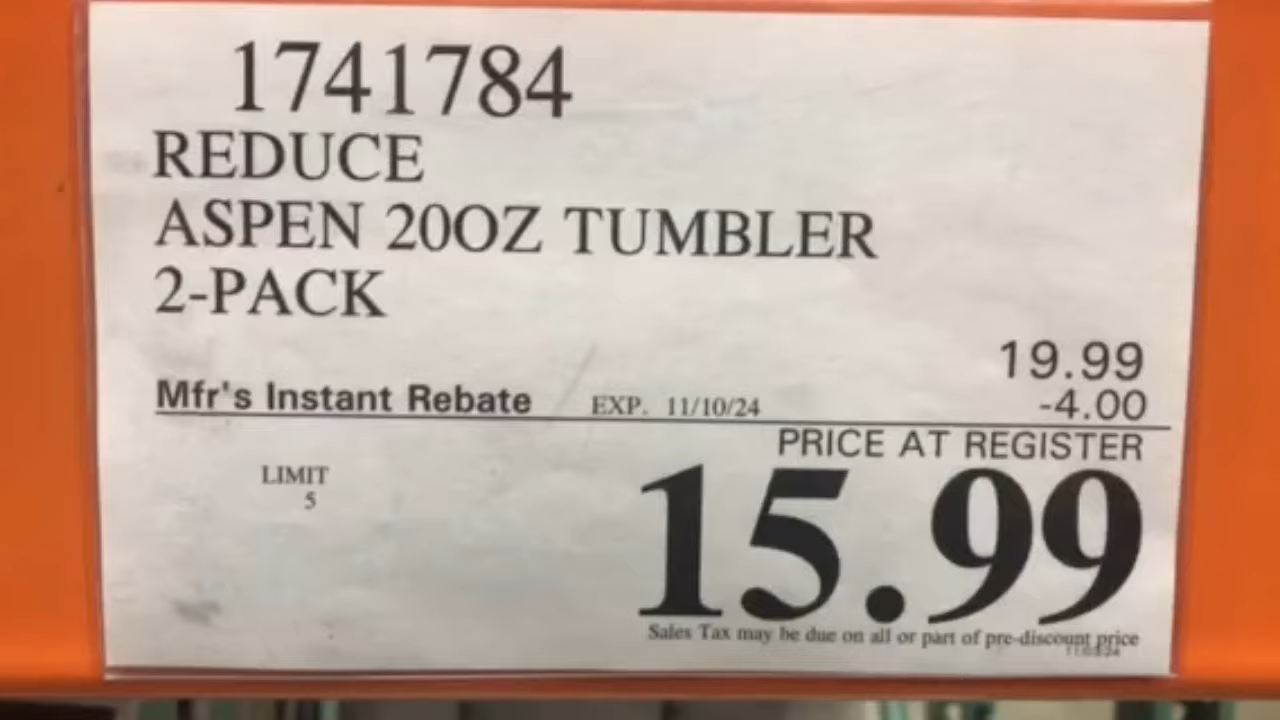 1741784
REDUCE
ASPEN 20OZ TUMBLER
2-PACK
19.99
Mfr's Instant Rebate EXP. 11/10/24 -4.00
PRICE AT REGISTER
LIMIT
5
15.99
Sales Tax may be due on all or part of pre-discount price